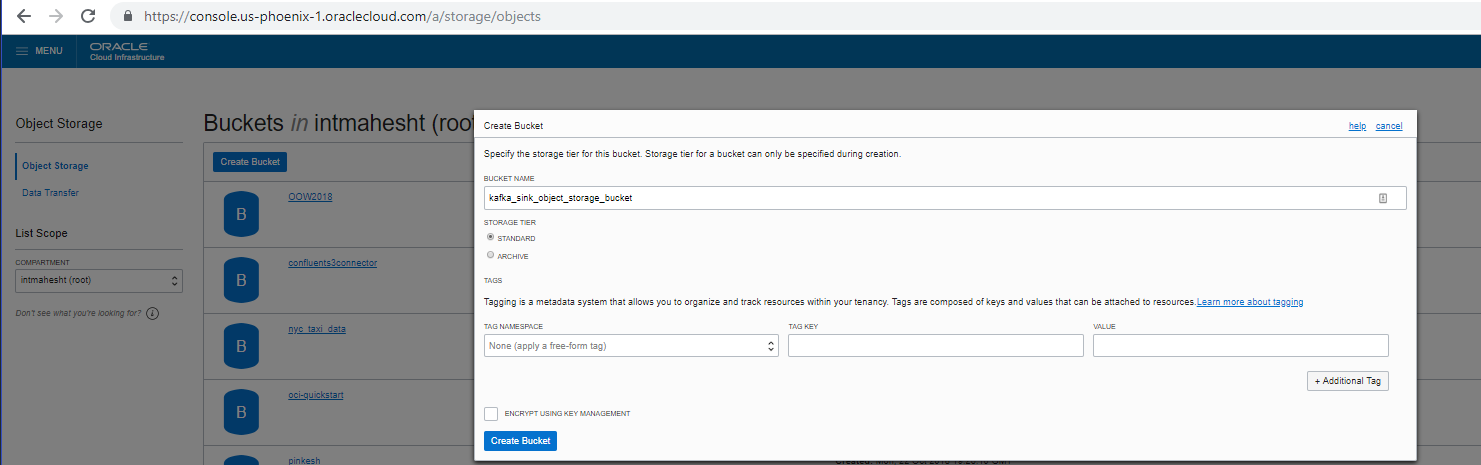 https://console.us-phoenix-1.oraclecloud.com/a/storage/objects
MENU
ORACLE
Cloud Infrastructure
Object Storage
Object Storage
Data Transfer
List Scope
COMPARTMENT
intmahesht (root)
Don't see what you're looking for?
Buckets in intmahesht (root
Create Bucket
B
OOW2018
B
confluents3connector
B
nyc_taxi_data
B
oci-quickstart
pinkesh
Create Bucket
help
cancel
Specify the storage tier for this bucket. Storage tier for a bucket can only be specified during creation.
BUCKET NAME
kafka_sink_object_storage_bucket
STORAGE TIER
STANDARD
ARCHIVE
TAGS
Tagging is a metadata system that allows you to organize and track resources within your tenancy. Tags are composed of keys and values that can be attached to resources.Learn more about tagging
TAG NAMESPACE
TAG KEY
VALUE
None (apply a free-form tag)
+ Additional Tag
ENCRYPT USING KEY MANAGEMENT
Create Bucket